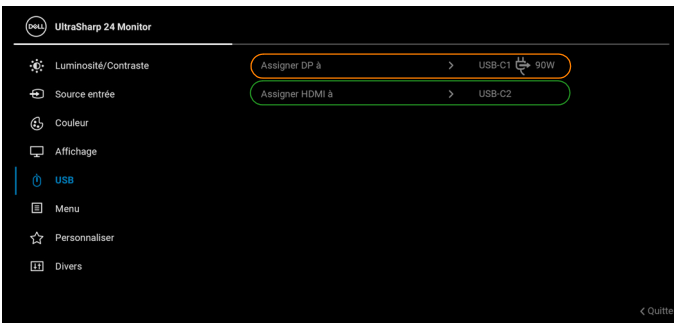 DELL UltraSharp 24 Monitor
Luminosité/Contraste
Assigner DP à > USB-C1 90W
Source entrée
Assigner HDMI à > USB-C2
Couleur
Affichage
USB
Menu
Personnaliser
Divers
< Quitte